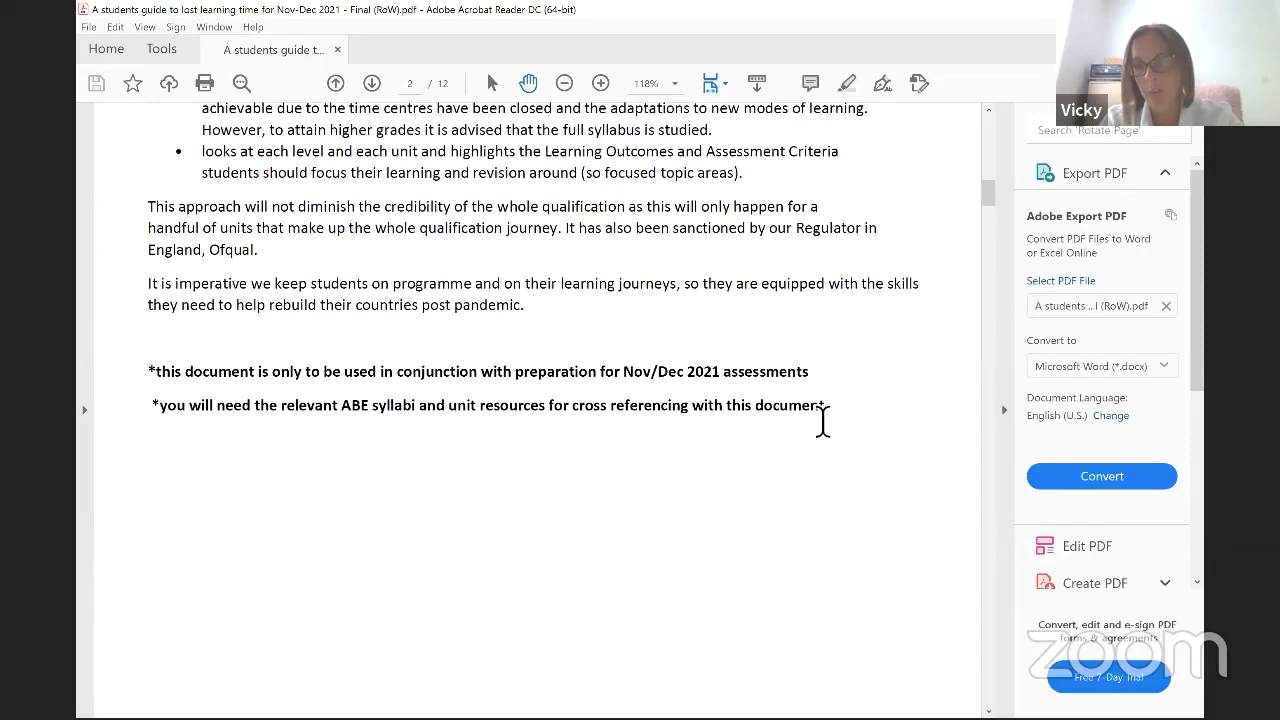 A students guide to lost learning time for Nov-Dec 2021 - Final (RoW).pdf - Adobe Acrobat Reader DC (64-bit)
File Edit View Sign Window Help
Home Tools A students guide t... ×
2 / 12 118%
achievable due to the time centres have been closed and the adaptations to new modes of learning.
However, to attain higher grades it is advised that the full syllabus is studied.
• looks at each level and each unit and highlights the Learning Outcomes and Assessment Criteria
students should focus their learning and revision around (so focused topic areas).
This approach will not diminish the credibility of the whole qualification as this will only happen for a
handful of units that make up the whole qualification journey. It has also been sanctioned by our Regulator in
England, Ofqual.
It is imperative we keep students on programme and on their learning journeys, so they are equipped with the skills
they need to help rebuild their countries post pandemic.
*this document is only to be used in conjunction with preparation for Nov/Dec 2021 assessments
*you will need the relevant ABE syllabi and unit resources for cross referencing with this document
Vicky
Search 'Rotate Page'
Export PDF
Adobe Export PDF
Convert PDF Files to Word
or Excel Online
Select PDF File
A students ...l (RoW).pdf
Convert to
Microsoft Word (*.docx)
Document Language:
English (U.S.) Change
Convert
Edit PDF
Create PDF
Convert, edit and e-sign PDF
forms & agreements
Free 7-Day Trial
zoom